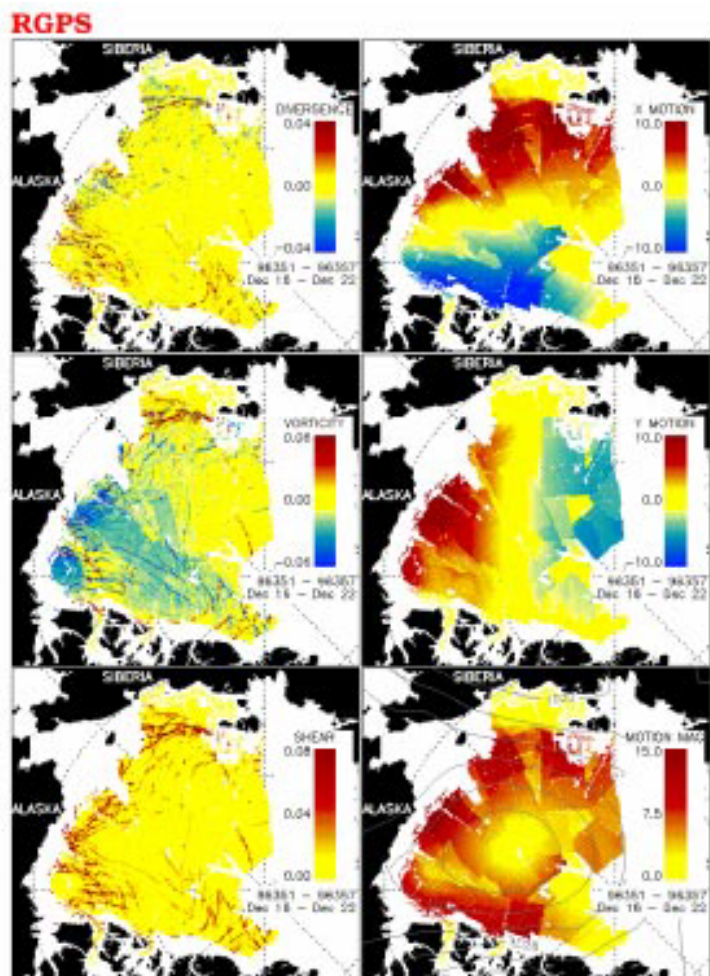 RGPS
SIBERIA
DIVERGENCE
0.04
0.00
-0.04
ALASKA
96351 - 96357
Dec 16 - Dec 22
SIBERIA
X MOTION
10.0
0.0
-10.0
ALASKA
96351 - 96357
Dec 16 - Dec 22
SIBERIA
VORTICITY
0.06
0.00
-0.06
ALASKA
96351 - 96357
Dec 16 - Dec 22
SIBERIA
Y MOTION
10.0
0.0
-10.0
ALASKA
96351 - 96357
Dec 16 - Dec 22
SIBERIA
SHEAR
0.08
0.04
0.00
ALASKA
96351 - 96357
Dec 16 - Dec 22
SIBERIA
MOTION MAG
15.0
7.5
0.0
ALASKA
96351 - 96357
Dec 16 - Dec 22